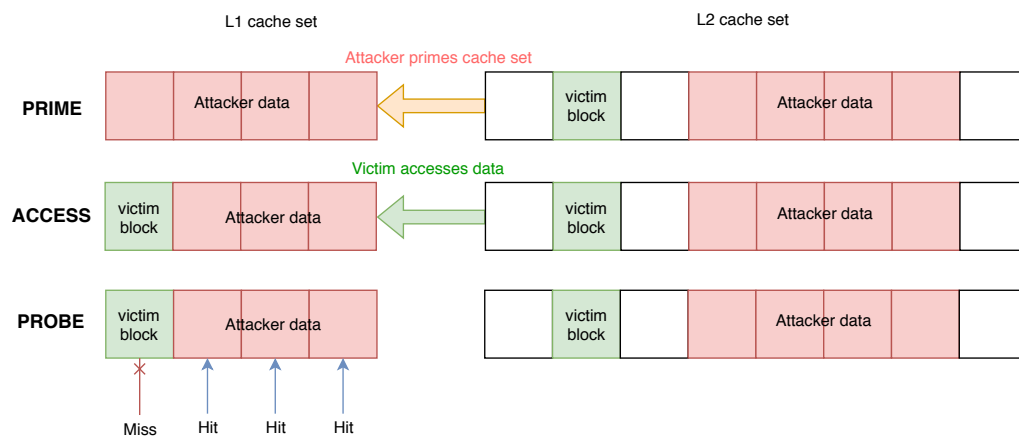 L1 cache set
L2 cache set
Attacker primes cache set
PRIME
Attacker data
victim
block
Attacker data
Victim accesses data
ACCESS
victim
block
Attacker data
victim
block
Attacker data
PROBE
victim
block
Attacker data
victim
block
Attacker data
Miss
Hit
Hit
Hit